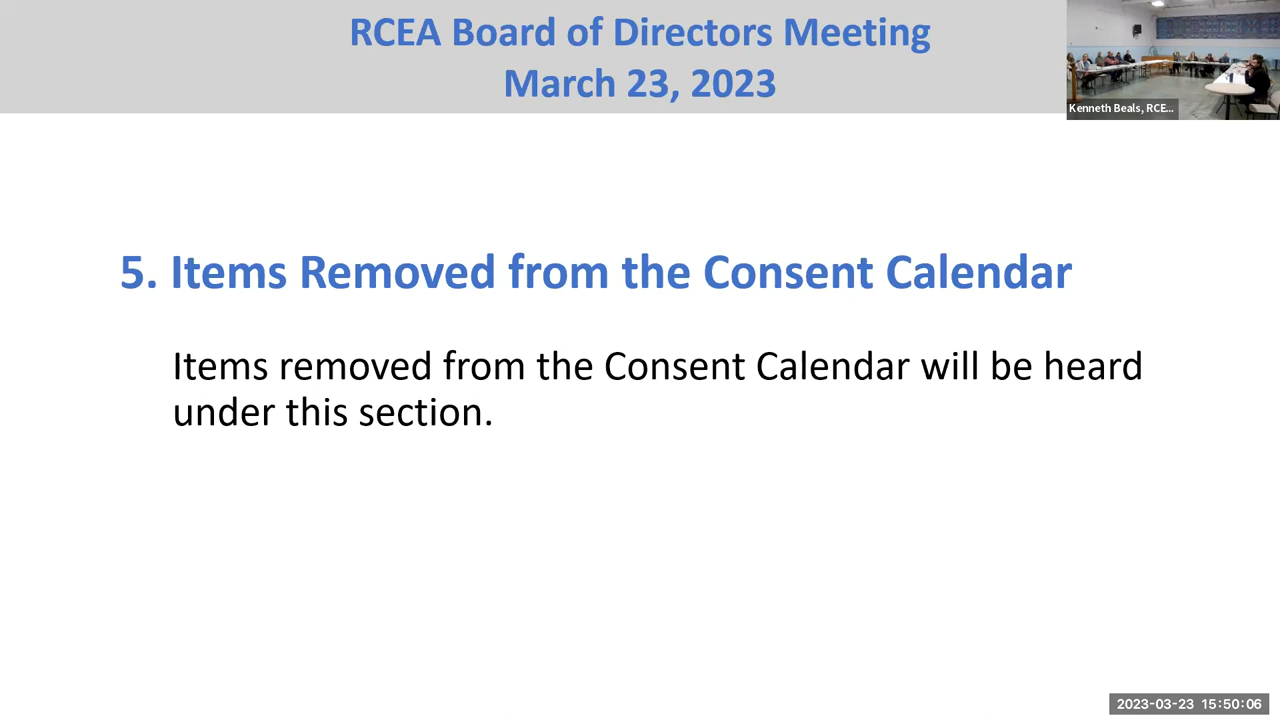 RCEA Board of Directors Meeting
March 23, 2023
Kenneth Beals, RCE...
5. Items Removed from the Consent Calendar
Items removed from the Consent Calendar will be heard
under this section.
2023-03-23 15:50:06